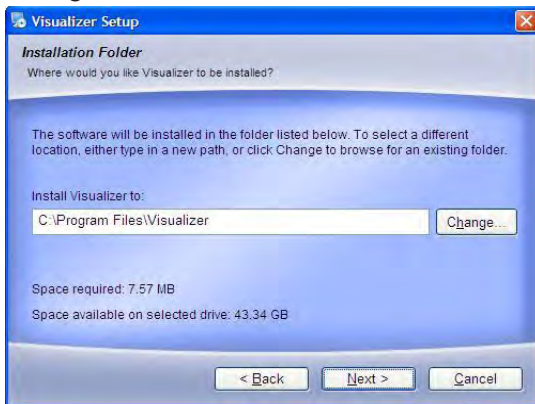 Visualizer Setup
Installation Folder
Where would you like Visualizer to be installed?
The software will be installed in the folder listed below. To select a different
location, either type in a new path, or click Change to browse for an existing folder.
Install Visualizer to:
C:\Program Files\Visualizer
Change...
Space required: 7.57 MB
Space available on selected drive: 43.34 GB
< Back
Next >
Cancel